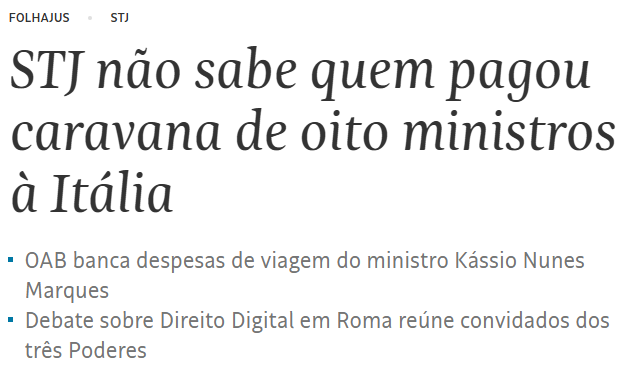 FOLHAJUS • STJ
STJ não sabe quem pagou
caravana de oito ministros
à Itália
OAB banca despesas de viagem do ministro Kássio Nunes
Marques
Debate sobre Direito Digital em Roma reúne convidados dos
três Poderes